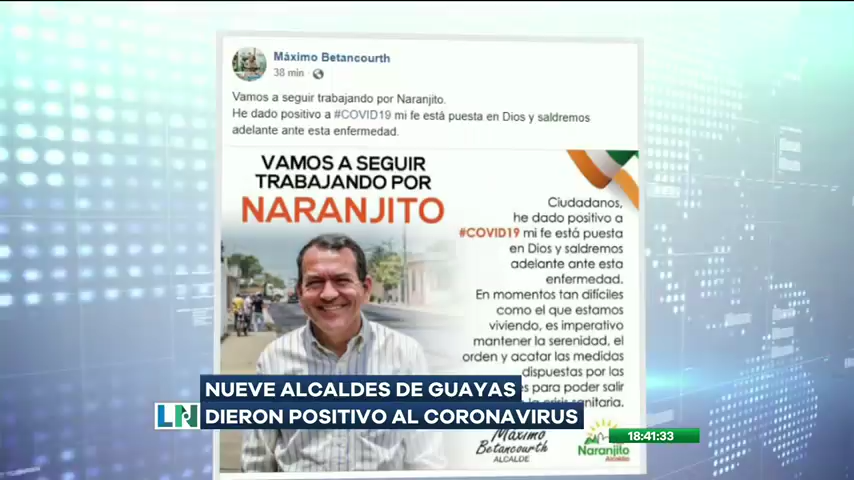 Máximo Betancourth
38 min
Vamos a seguir trabajando por Naranjito.
He dado positivo a #COVID19 mi fe está puesta en Dios y saldremos
adelante ante esta enfermedad.
VAMOS A SEGUIR
TRABAJANDO POR
NARANJITO
Ciudadanos,
he dado positivo a
#COVID19 mi fe está puesta
en Dios y saldremos
adelante ante esta
enfermedad.
En momentos tan difíciles
como el que estamos
viviendo, es imperativo
mantener la serenidad, el
orden y acatar las medidas
dispuestas por las
es para poder salir
sanitaria.
NUEVE ALCALDES DE GUAYAS
DIERON POSITIVO AL CORONAVIRUS
LN
Máximo
Betancourth
ALCALDE
Naranjito
Alcaldía
18:41:33